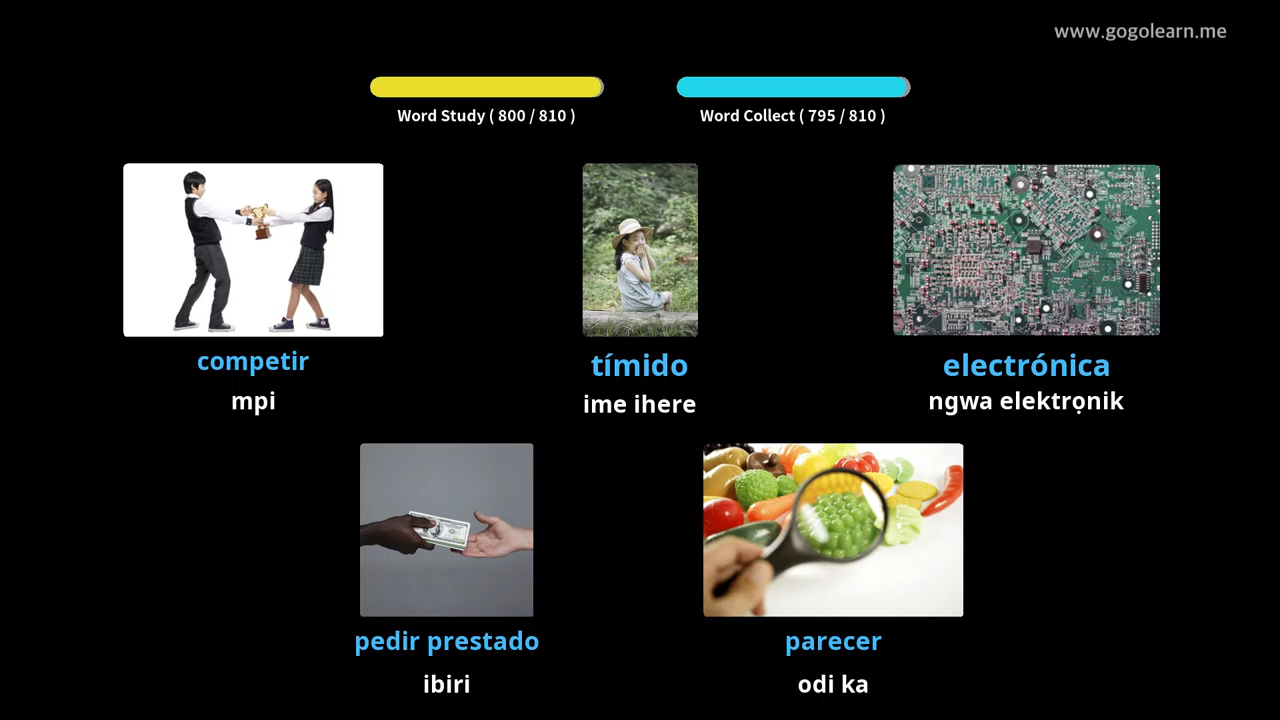 www.gogolearn.me
Word Study ( 800 / 810 )
Word Collect ( 795 / 810 )
competir
mpi
tímido
ime ihere
electrónica
ngwa elektrọnik
pedir prestado
ibiri
parecer
odi ka